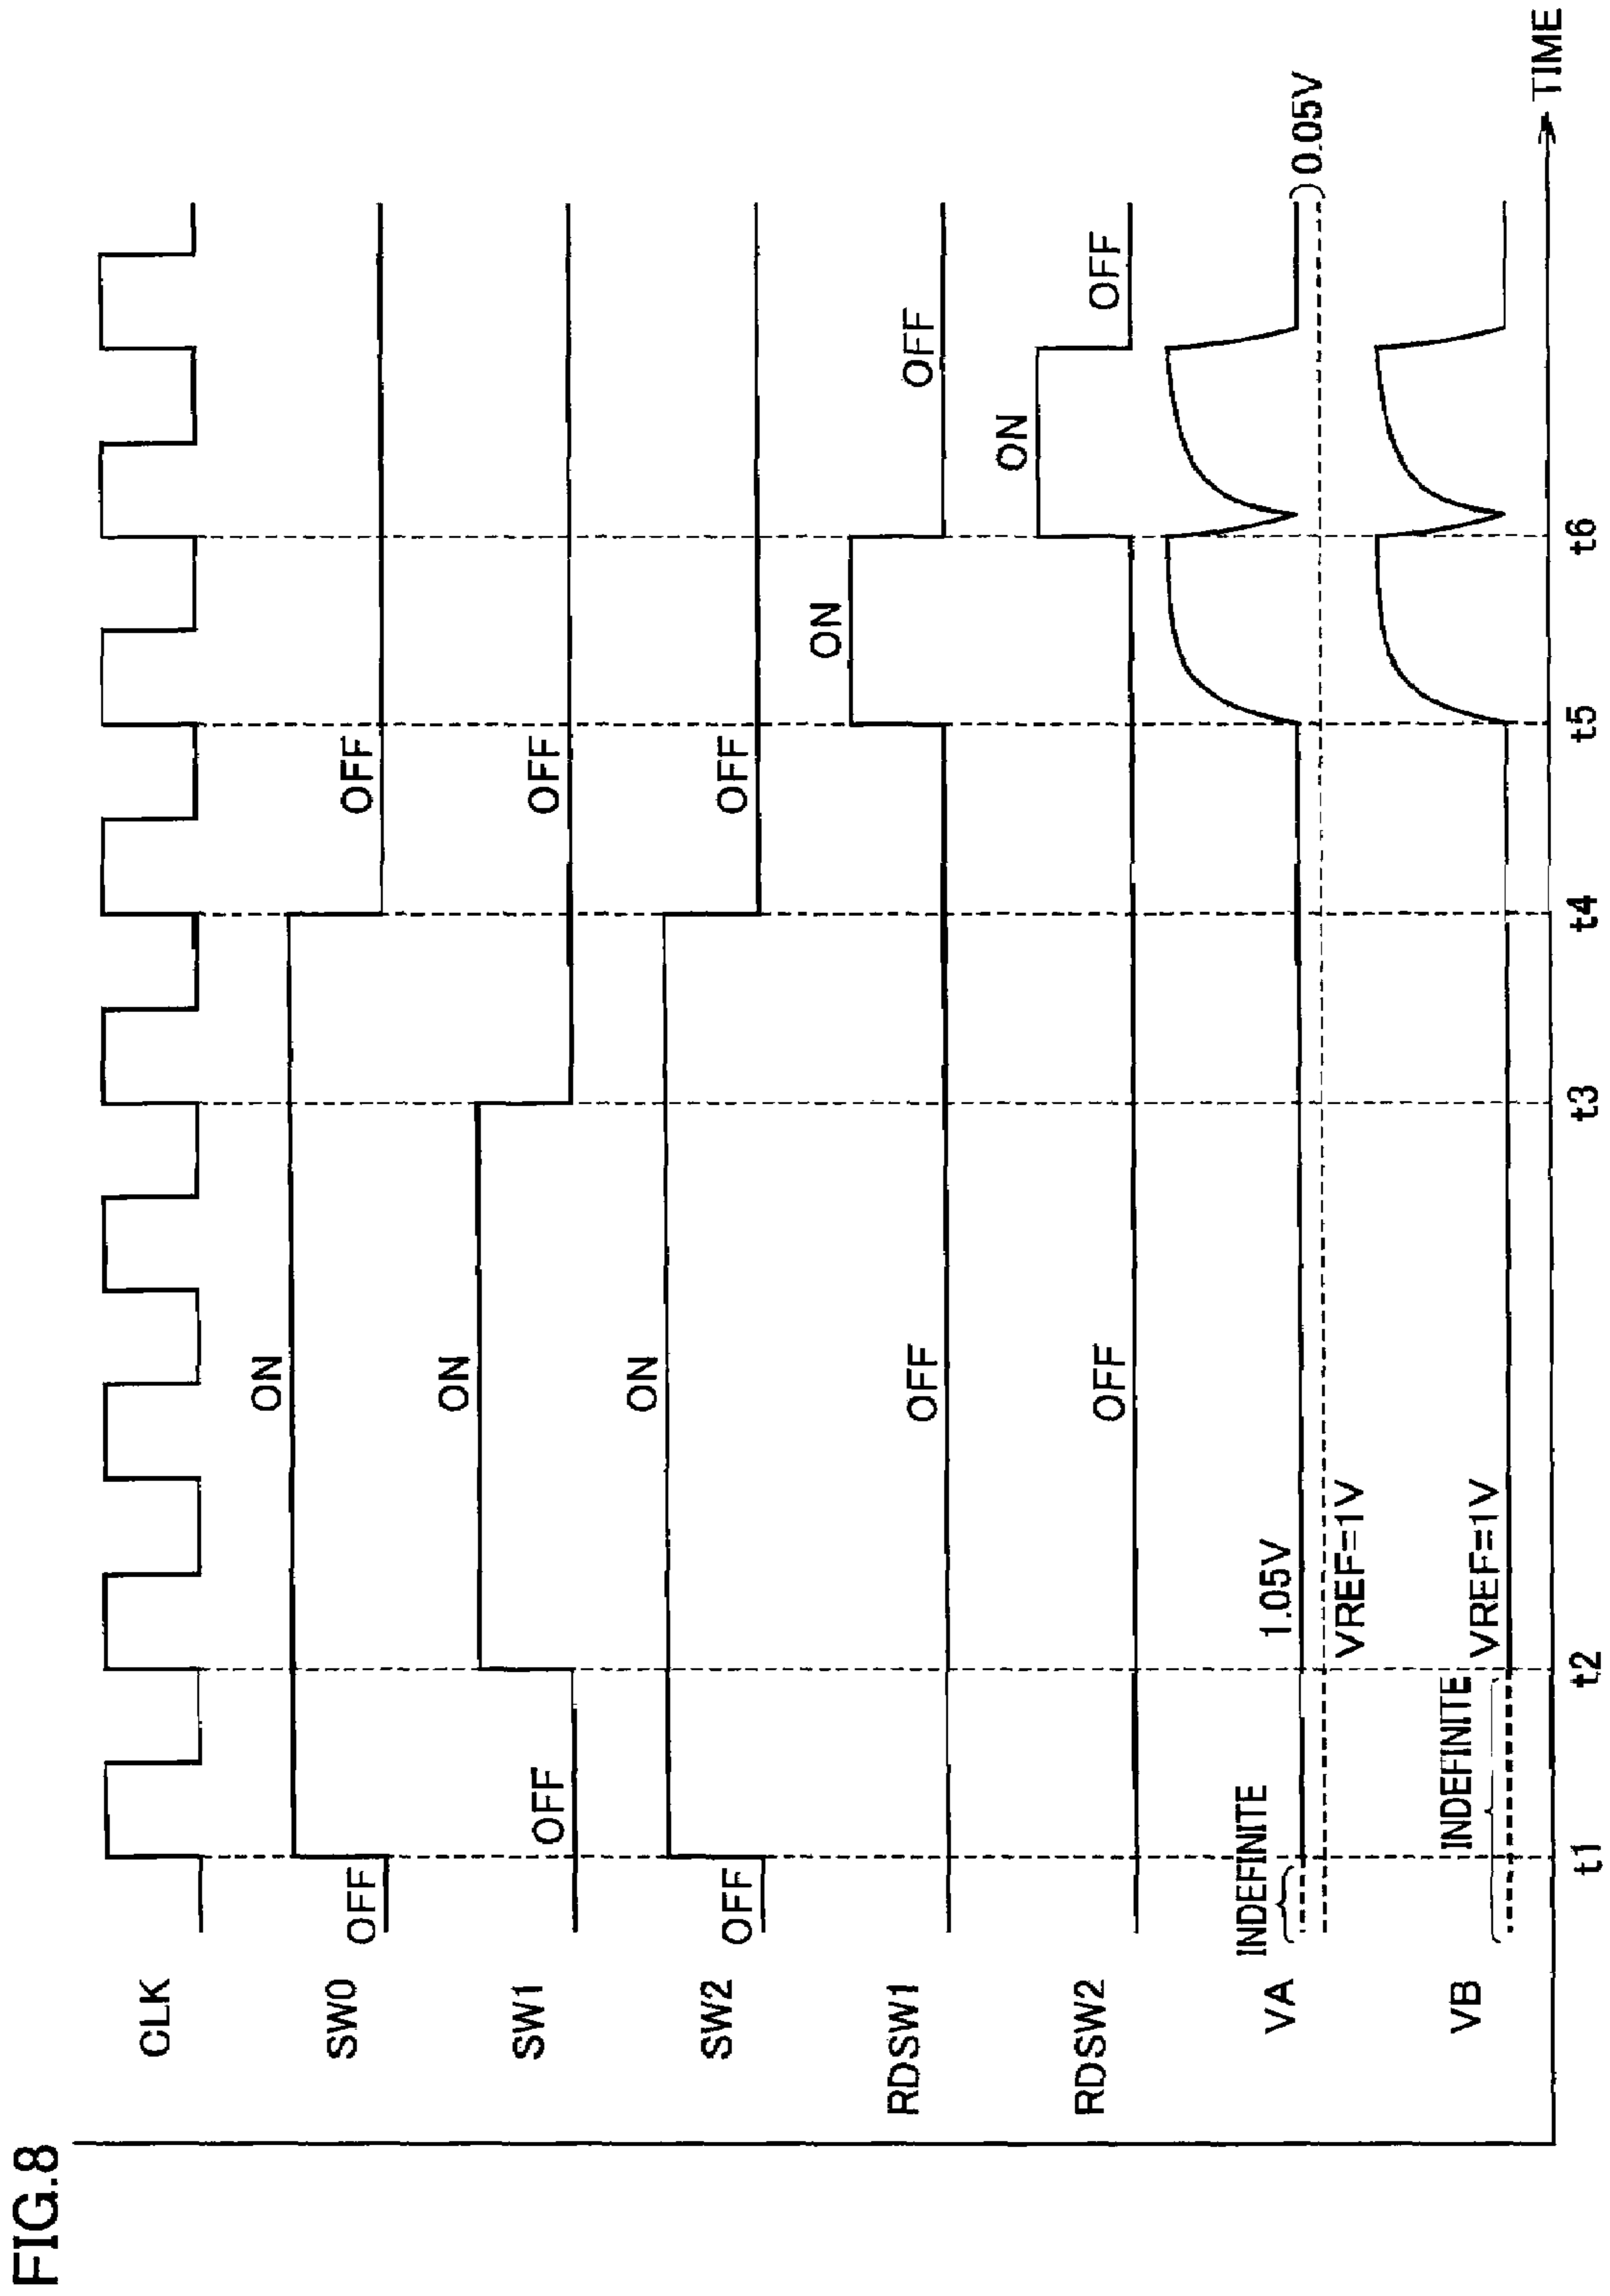 FIG.8
CLK
SW0 OFF ON OFF
SW1 OFF ON OFF
SW2 OFF ON OFF
RDSW1 OFF ON OFF
RDSW2 OFF ON OFF
VA INDEFINITE 1.05V 0.05V
VREF=1V
VB INDEFINITE VREF=1V
t1 t2 t3 t4 t5 t6 TIME